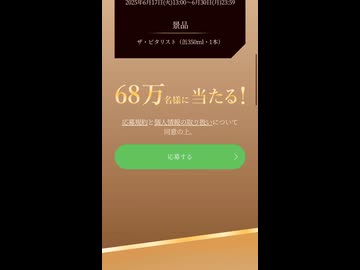 2025年6月17日(火)13:00〜6月30日(月)23:59
景品
ザ・ビタリスト（缶350ml・1本）
68万名様に 当たる！
応募規約と個人情報の取り扱いについて
同意の上、
応募する